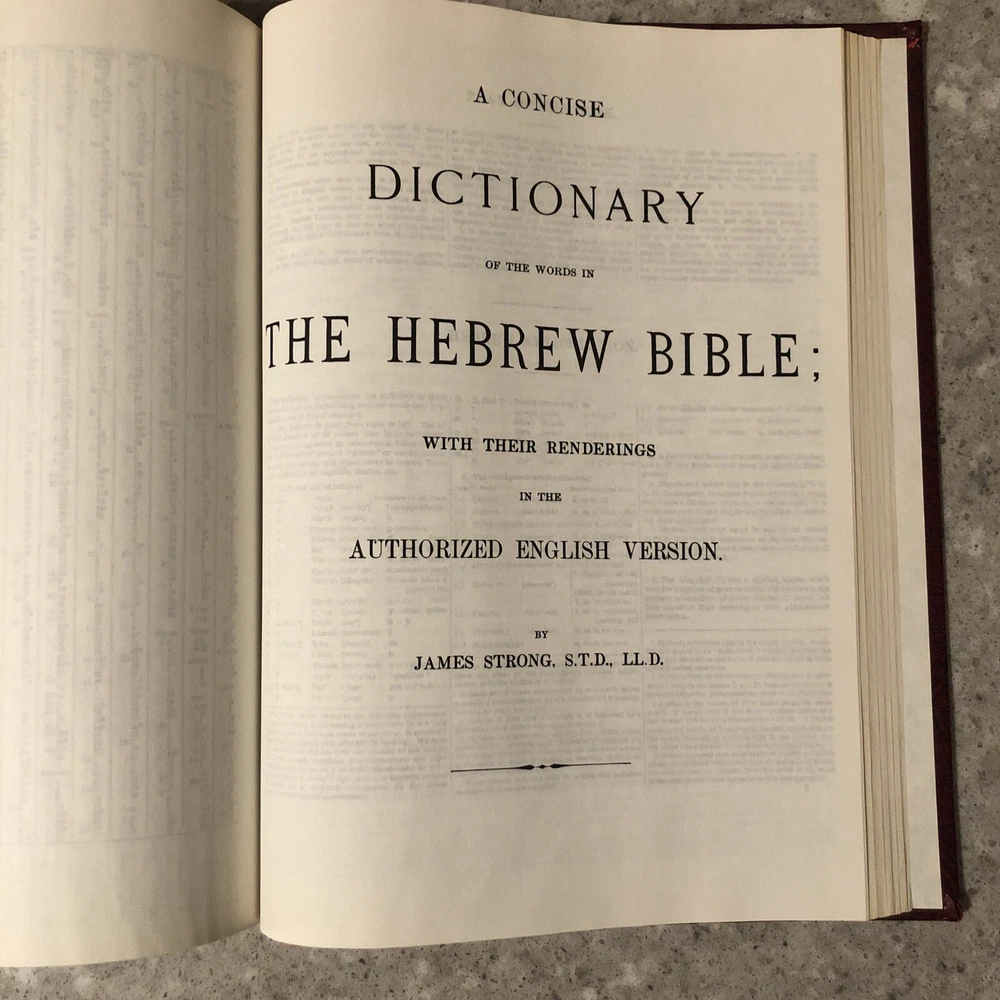 A CONCISE
DICTIONARY
OF THE WORDS IN
THE HEBREW BIBLE;
WITH THEIR RENDERINGS
IN THE
AUTHORIZED ENGLISH VERSION.
BY
JAMES STRONG, S.T.D., LL.D.